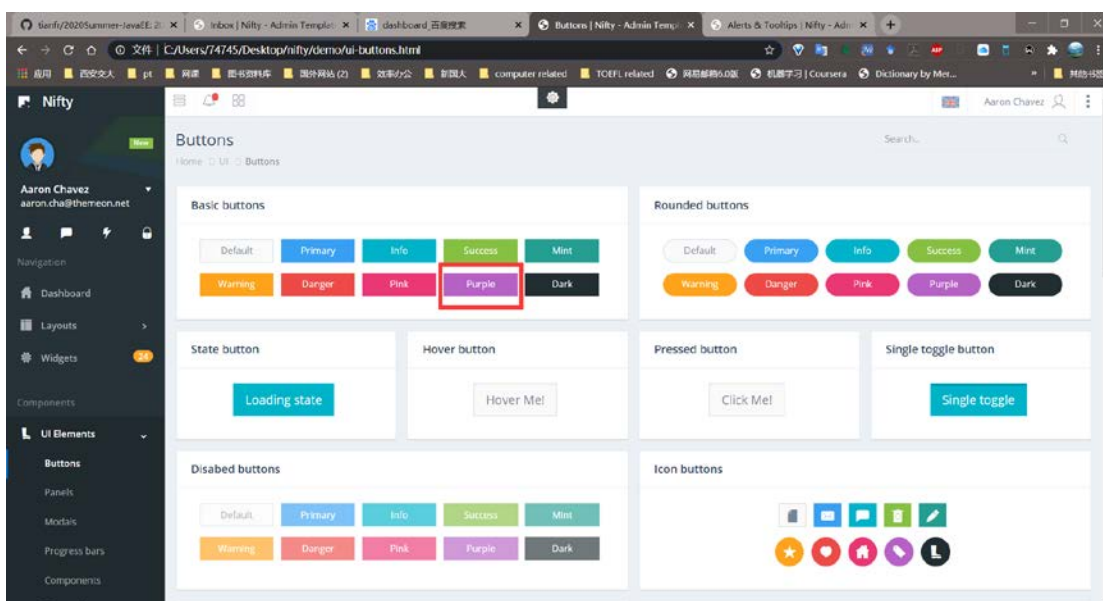 tianfi/2020Summer-JavaEE: 2
Inbox | Nifty - Admin Templat
dashboard_百度搜索
Buttons | Nifty - Admin Templ
Alerts & Tooltips | Nifty - Adm
文件 | C:/Users/74745/Desktop/nifty/demo/ui-buttons.html
应用
西安交大
pt
网课
图书资料库
国外网站 (2)
效率办公
新国人
computer related
TOEFL related
网易邮箱6.0版
机器学习 | Coursera
Dictionary by Mer...
»
其他书签
Nifty
Aaron Chavez
New
Aaron Chavez
aaron.cha@themeon.net
Navigation
Dashboard
Layouts
Widgets
24
Components
UI Elements
Buttons
Panels
Modals
Progress bars
Components
Buttons
Search..
Home UI Buttons
Basic buttons
Default Primary Info Success Mint
Warning Danger Pink Purple Dark
Rounded buttons
Default Primary Info Success Mint
Warning Danger Pink Purple Dark
State button
Loading state
Hover button
Hover Me!
Pressed button
Click Me!
Single toggle button
Single toggle
Disabed buttons
Default Primary Info Success Mint
Warning Danger Pink Purple Dark
Icon buttons